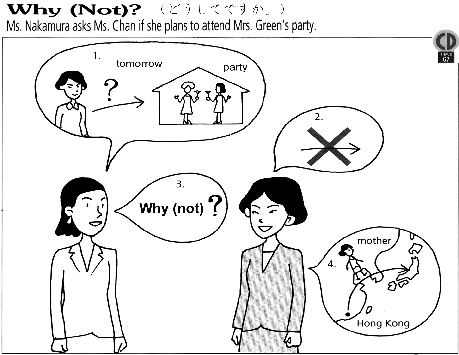 Why (Not)? （どうしてですか。）
Ms. Nakamura asks Ms. Chan if she plans to attend Mrs. Green's party.
CD
1.
tomorrow
party
?
2.
3.
Why (not) ?
4.
mother
Hong Kong